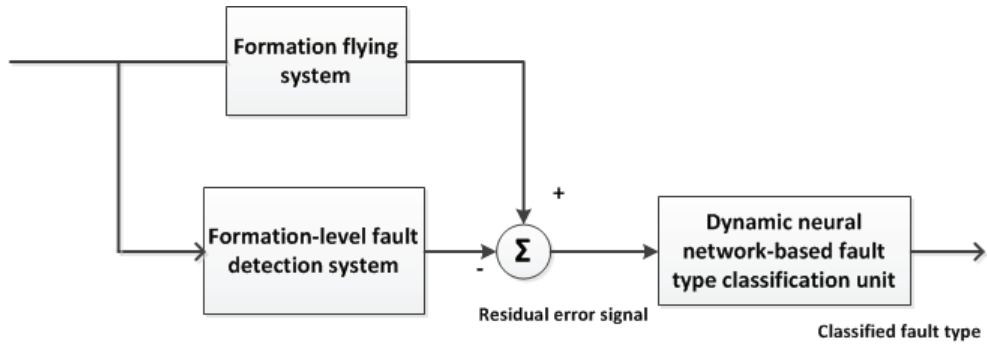 Formation flying
system
+
Formation-level fault
detection system
-
Σ
Dynamic neural
network-based fault
type classification unit
Residual error signal
Classified fault type